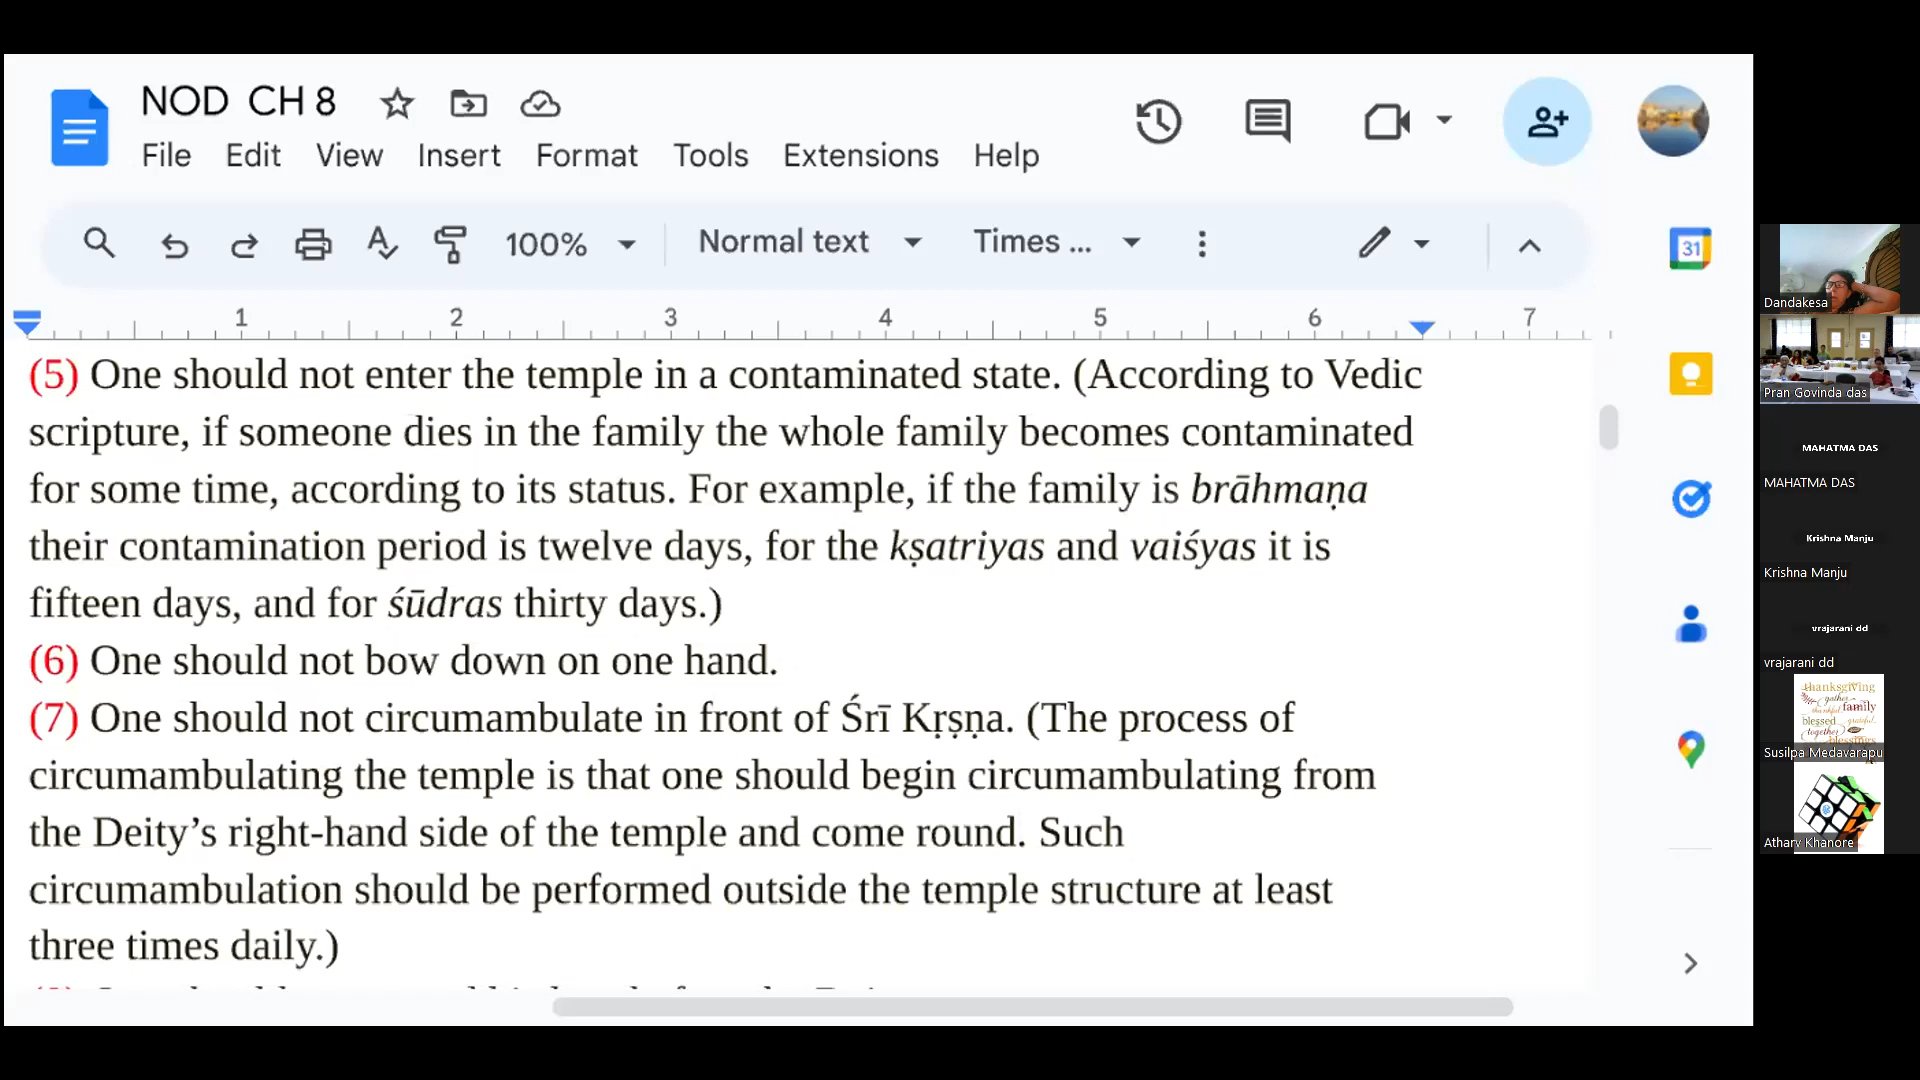 NOD CH 8
File Edit View Insert Format Tools Extensions Help
100% Normal text Times ...
31
1 2 3 4 5 6 7
(5) One should not enter the temple in a contaminated state. (According to Vedic
scripture, if someone dies in the family the whole family becomes contaminated
for some time, according to its status. For example, if the family is brāhmaṇa
their contamination period is twelve days, for the kṣatriyas and vaiśyas it is
fifteen days, and for śūdras thirty days.)
(6) One should not bow down on one hand.
(7) One should not circumambulate in front of Śrī Kṛṣṇa. (The process of
circumambulating the temple is that one should begin circumambulating from
the Deity’s right-hand side of the temple and come round. Such
circumambulation should be performed outside the temple structure at least
three times daily.)
Dandakesa
Pran Govinda das
MAHATMA DAS
MAHATMA DAS
Krishna Manju
Krishna Manju
vrajarani dd
vrajarani dd
thanksgiving
gather
family
blessed
together
Susilpa Medavarapu
Atharv Khanore